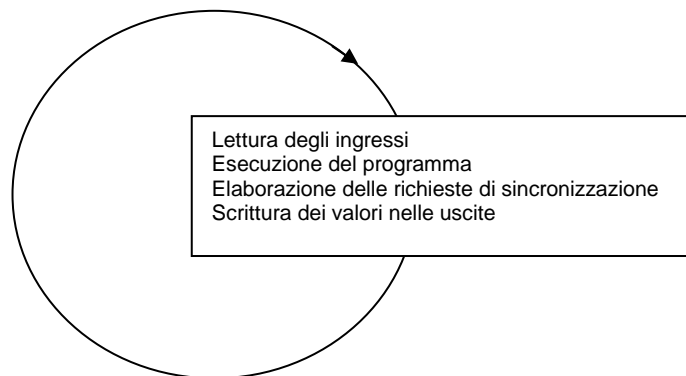 Lettura degli ingressi
Esecuzione del programma
Elaborazione delle richieste di sincronizzazione
Scrittura dei valori nelle uscite